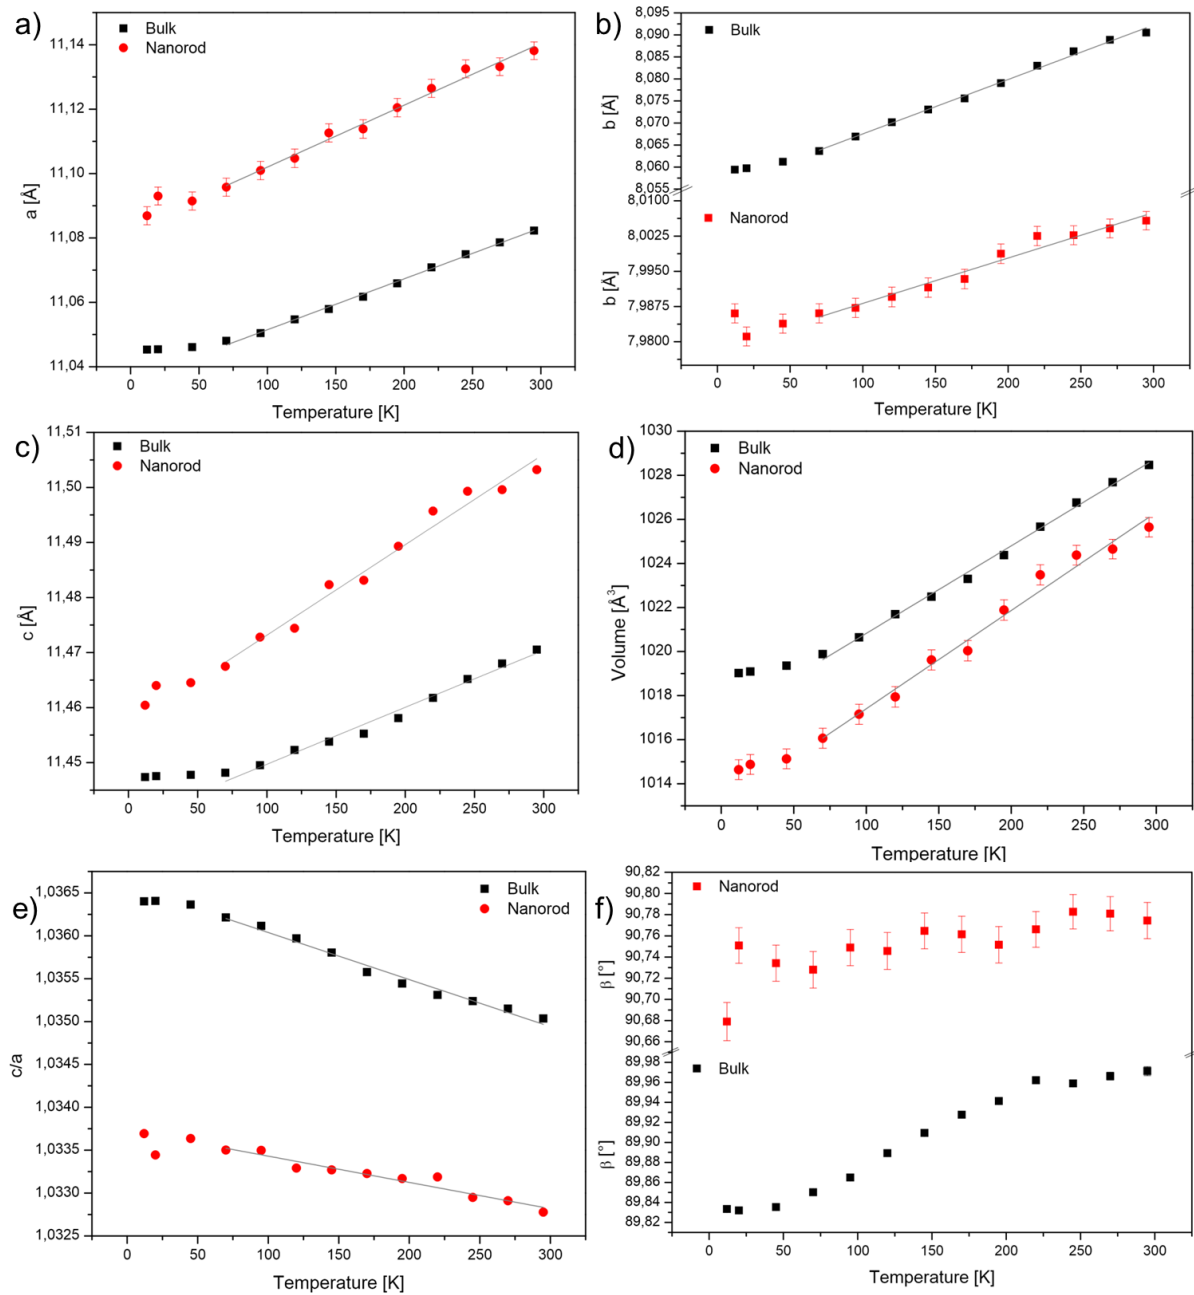 a)
Bulk
Nanorod
11,14
11,12
11,10
11,08
11,06
11,04
a [Å]
0 50 100 150 200 250 300
Temperature [K]
b)
Bulk
8,095
8,090
8,085
8,080
8,075
8,070
8,065
8,060
8,055
b [Å]
Nanorod
8,0100
8,0025
7,9950
7,9875
7,9800
b [Å]
0 50 100 150 200 250 300
Temperature [K]
c)
Bulk
Nanorod
11,51
11,50
11,49
11,48
11,47
11,46
11,45
c [Å]
0 50 100 150 200 250 300
Temperature [K]
d)
Bulk
Nanorod
1030
1028
1026
1024
1022
1020
1018
1016
1014
Volume [Å³]
0 50 100 150 200 250 300
Temperature [K]
e)
Bulk
Nanorod
1,0365
1,0360
1,0355
1,0350
1,0345
1,0340
1,0335
1,0330
1,0325
c/a
0 50 100 150 200 250 300
Temperature [K]
f)
Nanorod
90,82
90,80
90,78
90,76
90,74
90,72
90,70
90,68
90,66
β [°]
Bulk
89,98
89,96
89,94
89,92
89,90
89,88
89,86
89,84
89,82
β [°]
0 50 100 150 200 250 300
Temperature [K]